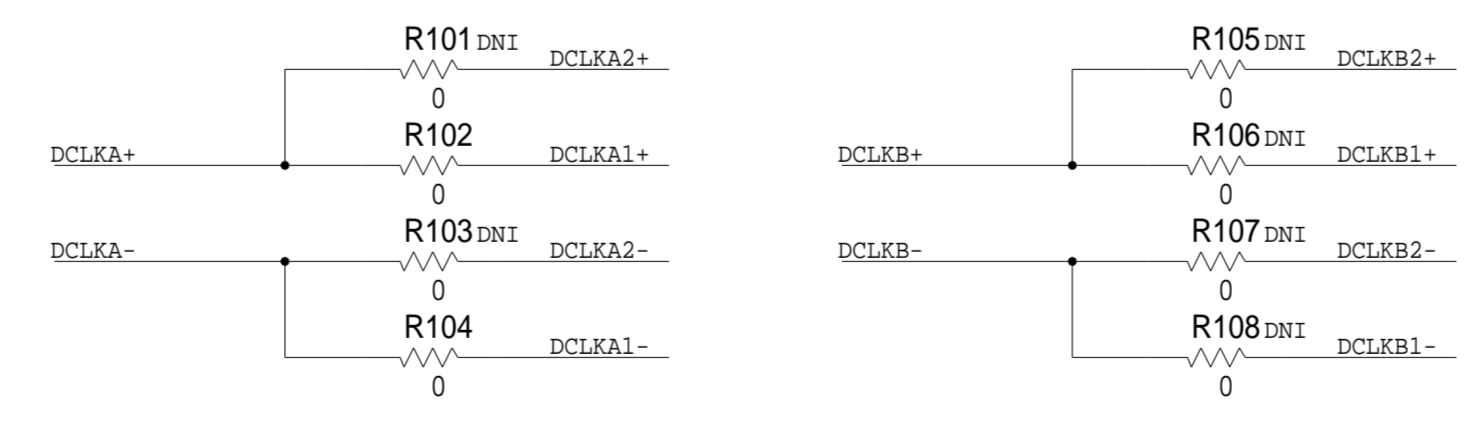 R101 DNI
DCLKA2+
0
R102
DCLKA+
DCLKA1+
0
R103 DNI
DCLKA-
DCLKA2-
0
R104
DCLKA1-
0
R105 DNI
DCLKB2+
0
R106 DNI
DCLKB+
DCLKB1+
0
R107 DNI
DCLKB-
DCLKB2-
0
R108 DNI
DCLKB1-
0